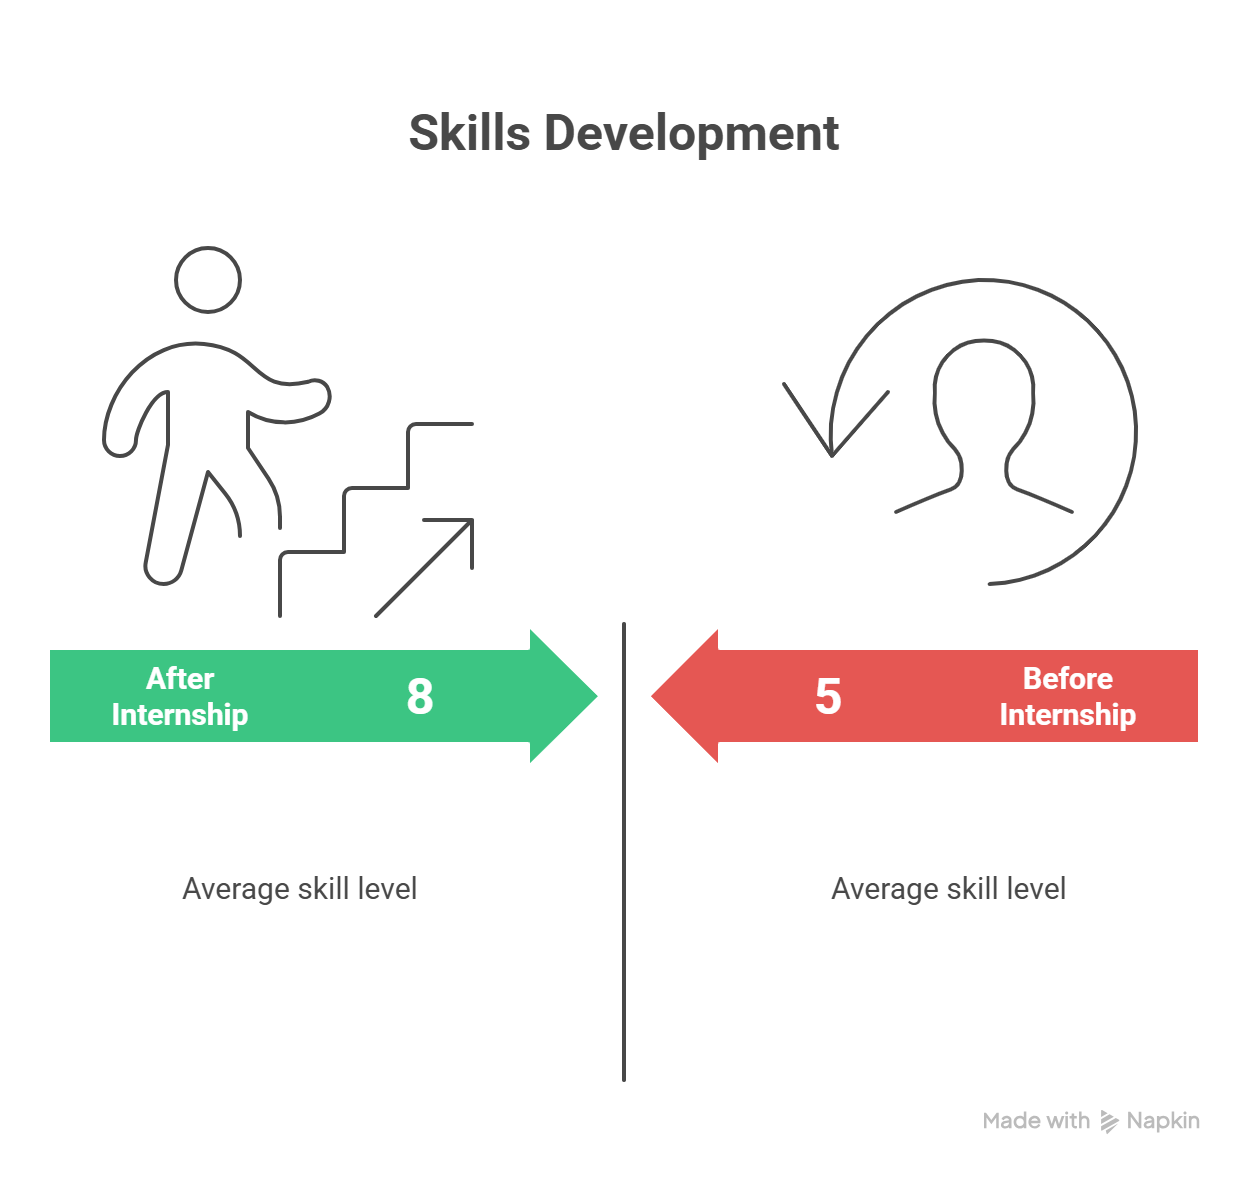 Skills Development
After
Internship
8
5
Before
Internship
Average skill level
Average skill level
Made with Napkin